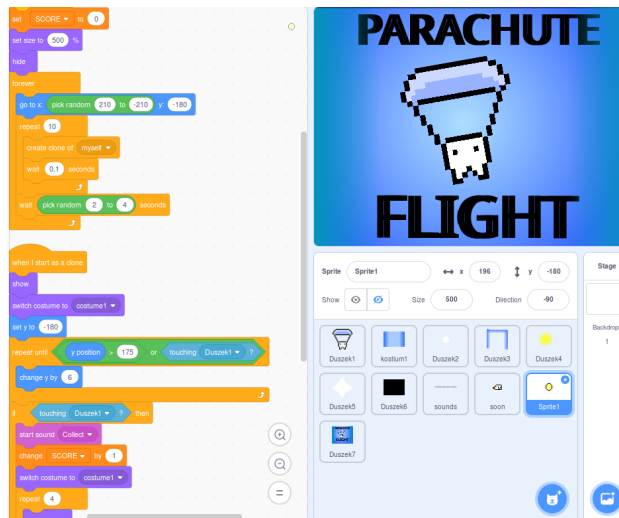 set SCORE to 0
set size to 500 %
hide
forever
go to x: pick random 210 to -210 y: -180
repeat 10
create clone of myself
wait 0.1 seconds
wait pick random 2 to 4 seconds
when I start as a clone
show
switch costume to costume1
set y to -180
repeat until y position > 175 or touching Duszek1 ?
change y by 6
if touching Duszek1 ? then
start sound Collect
change SCORE by 1
switch costume to costume1
repeat 4
PARACHUTE
FLIGHT
Sprite Sprite1 x 196 y -180
Show Size 500 Direction -90
Duszek1 kostium1 Duszek2 Duszek3 Duszek4
Duszek5 Duszek6 sounds soon Sprite1
FLIGHT
Duszek7
Stage
Backdrop
1